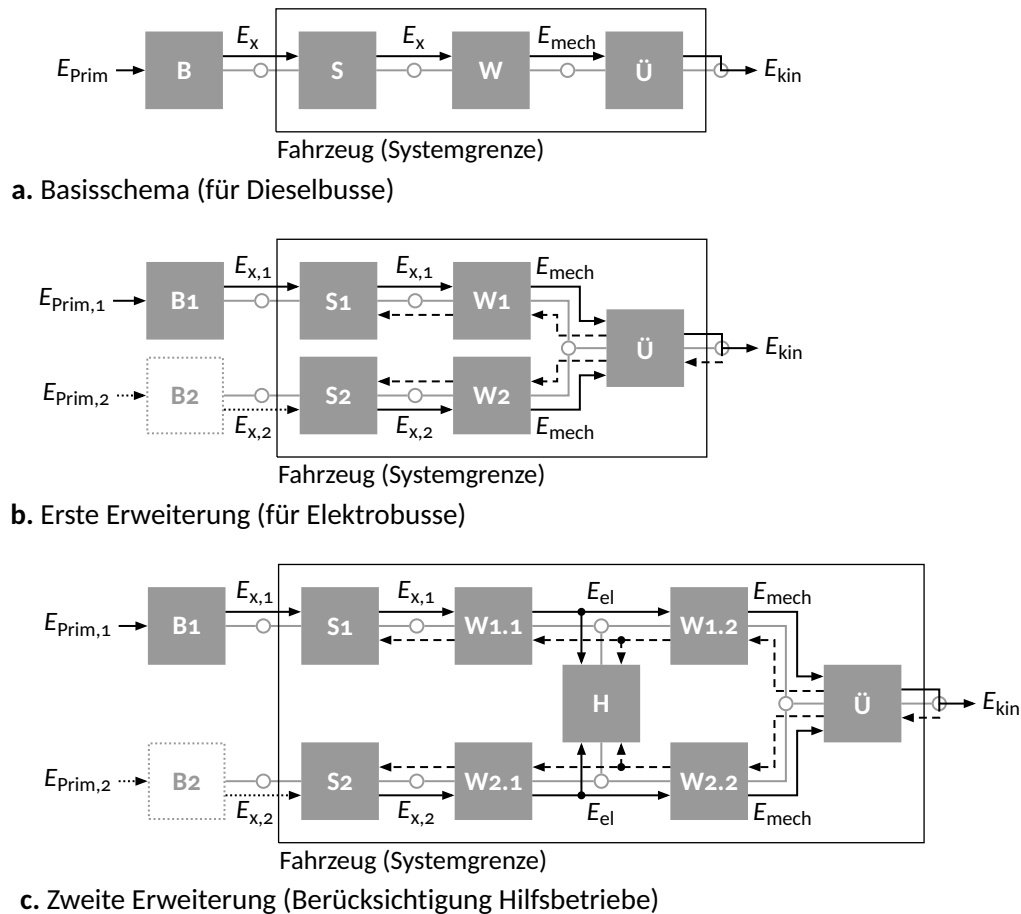 E_x E_x E_mech
E_Prim B S W Ü E_kin
Fahrzeug (Systemgrenze)
a. Basisschema (für Dieselbusse)
E_x,1 E_x,1 E_mech
E_Prim,1 B1 S1 W1
Ü E_kin
E_Prim,2 B2 S2 W2
E_x,2 E_x,2 E_mech
Fahrzeug (Systemgrenze)
b. Erste Erweiterung (für Elektrobusse)
E_x,1 E_x,1 E_el E_mech
E_Prim,1 B1 S1 W1.1 W1.2
H Ü E_kin
E_Prim,2 B2 S2 W2.1 W2.2
E_x,2 E_x,2 E_el E_mech
Fahrzeug (Systemgrenze)
c. Zweite Erweiterung (Berücksichtigung Hilfsbetriebe)